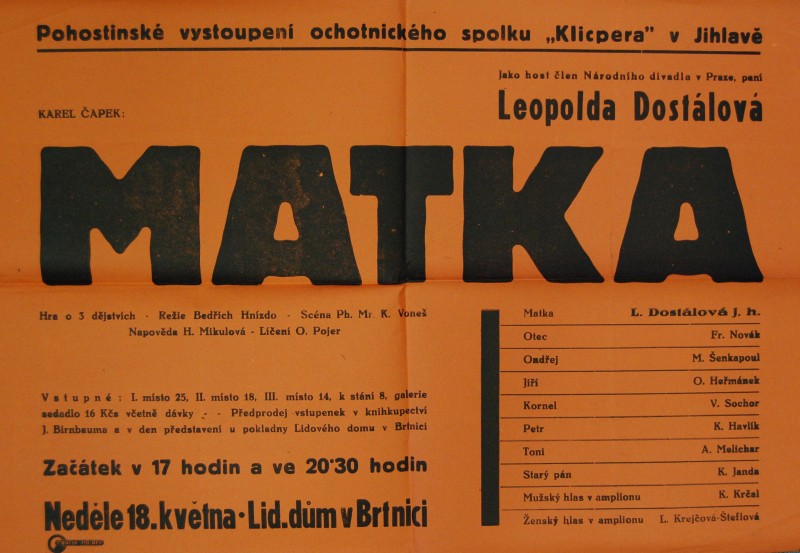 Pohostinské vystoupení ochotnického spolku „Klicpera" v Jihlavě
Jako host člen Národního divadla v Praze, paní
Leopolda Dostálová
KAREL ČAPEK:
MATKA
Hra o 3 dějstvích - Režie Bedřich Hnízdo - Scéna Ph. Mr. K. Voneš
Napověda H. Mikulová - Líčení O. Pojer
Vstupné: I. místo 25, II. místo 18, III. místo 14, k stání 8, galerie
sedadlo 16 Kčs včetně dávky - - Předprodej vstupenek v knihkupectví
J. Birnbauma a v den představení u pokladny Lidového domu v Brtnici
Začátek v 17 hodin a ve 20·30 hodin
Neděle 18. května · Lid. dům v Brtnici
Matka L. Dostálová J. h.
Otec Fr. Novák
Ondřej M. Šenkapoul
Jiří O. Heřmánek
Kornel V. Sochor
Petr K. Havlík
Toni A. Melichar
Starý pán K. Janda
Mužský hlas v amplionu K. Krčál
Ženský hlas v amplionu L. Krejčová-Šteflová